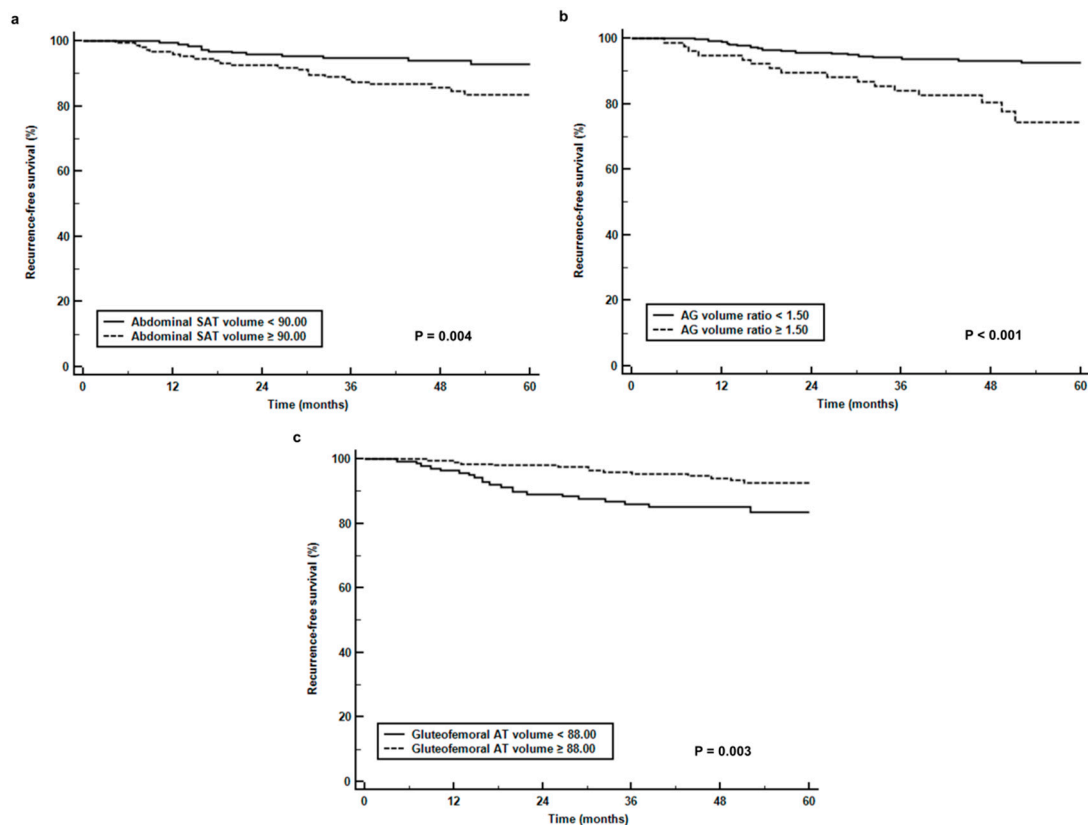 a
Recurrence-free survival (%)
100
80
60
40
20
0
Abdominal SAT volume < 90.00
Abdominal SAT volume ≥ 90.00
P = 0.004
0 12 24 36 48 60
Time (months)
b
Recurrence-free survival (%)
100
80
60
40
20
0
AG volume ratio < 1.50
AG volume ratio ≥ 1.50
P < 0.001
0 12 24 36 48 60
Time (months)
c
Recurrence-free survival (%)
100
80
60
40
20
0
Gluteofemoral AT volume < 88.00
Gluteofemoral AT volume ≥ 88.00
P = 0.003
0 12 24 36 48 60
Time (months)